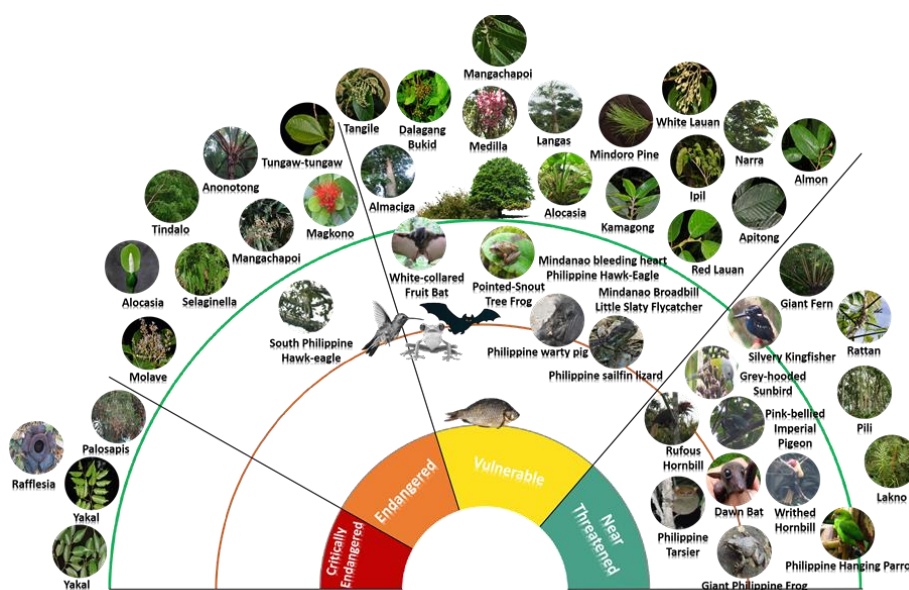 Mangachapoi
Tangile
Dalagang
Bukid
Medilla
Langas
White Lauan
Mindoro Pine
Narra
Tungaw-tungaw
Anonotong
Almon
Almaciga
Alocasia
Ipil
Kamagong
Apitong
Tindalo
Magkono
Mangachapoi
Red Lauan
Alocasia
Selaginella
White-collared
Fruit Bat
Pointed-Snout
Tree Frog
Mindanao bleeding heart
Philippine Hawk-Eagle
Mindanao Broadbill
Little Slaty Flycatcher
Giant Fern
South Philippine
Hawk-eagle
Philippine warty pig
Philippine sailfin lizard
Silvery Kingfisher
Rattan
Molave
Grey-hooded
Sunbird
Palosapis
Pink-bellied
Imperial
Pigeon
Pili
Rufous
Hornbill
Rafflesia
Yakal
Lakno
Dawn Bat
Writhed
Hornbill
Philippine
Tarsier
Philippine Hanging Parro
Yakal
Giant Philippine Frog
Critically
Endangered
Endangered
Vulnerable
Near
Threatened